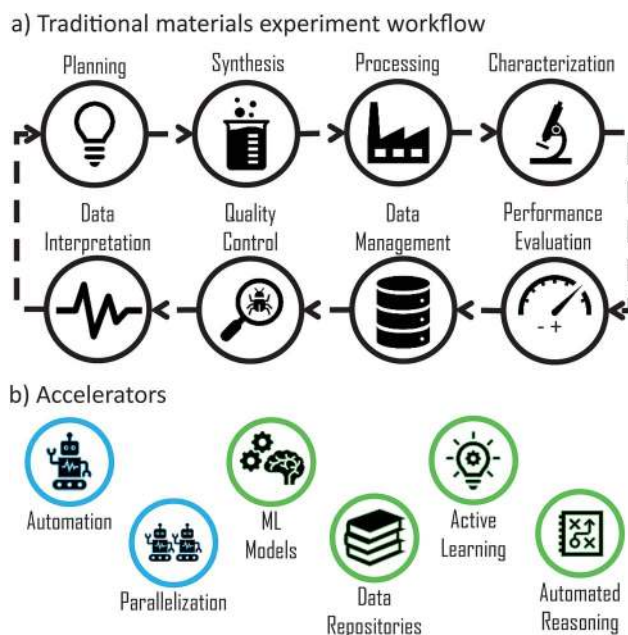 a) Traditional materials experiment workflow
Planning
Synthesis
Processing
Characterization
Data
Interpretation
Quality
Control
Data
Management
Performance
Evaluation
- +
b) Accelerators
Automation
Parallelization
ML
Models
Data
Repositories
Active
Learning
Automated
Reasoning